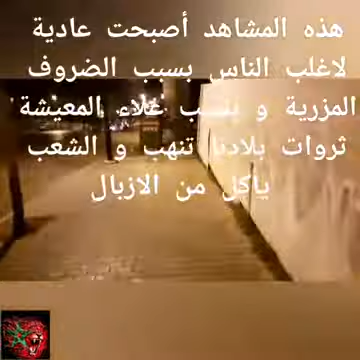 هذه المشاهد أصبحت عادية
لاغلب الناس بسبب الضروف
المزرية و بسبب غلاء المعيشة
ثروات بلادنا تنهب و الشعب
ياكل من الازبال